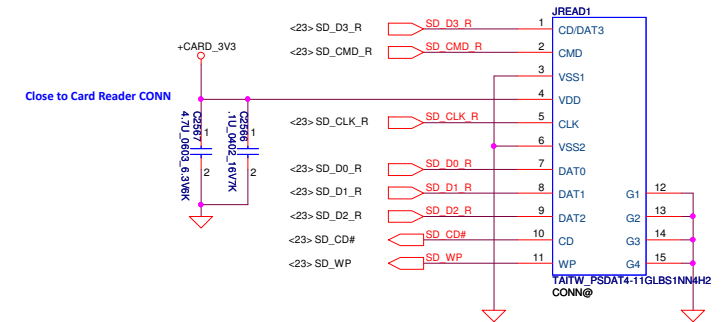 JREAD1
<23> SD_D3_R SD_D3_R 1 CD/DAT3
<23> SD_CMD_R SD_CMD_R 2 CMD
+CARD_3V3
3 VSS1
Close to Card Reader CONN
4 VDD
C2567
4.7U_0603_6.3V6K
1
2
C2566
.1U_0402_16V7K
1
2
<23> SD_CLK_R SD_CLK_R 5 CLK
6 VSS2
<23> SD_D0_R SD_D0_R 7 DAT0
<23> SD_D1_R SD_D1_R 8 DAT1 G1 12
<23> SD_D2_R SD_D2_R 9 DAT2 G2 13
<23> SD_CD# SD_CD# 10 CD G3 14
<23> SD_WP SD_WP 11 WP G4 15
TAITW_PSDAT4-11GLBS1NN4H2
CONN@